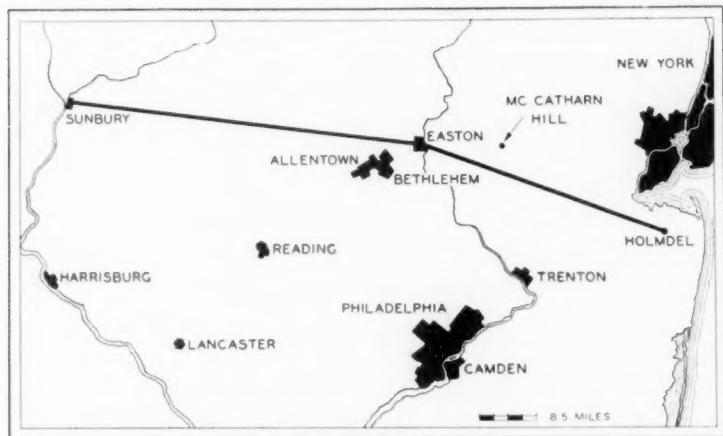 NEW YORK
MC CATHARN
HILL
SUNBURY
EASTON
ALLENTOWN
BETHLEHEM
HOLMDEL
READING
HARRISBURG
TRENTON
PHILADELPHIA
LANCASTER
CAMDEN
8.5 MILES